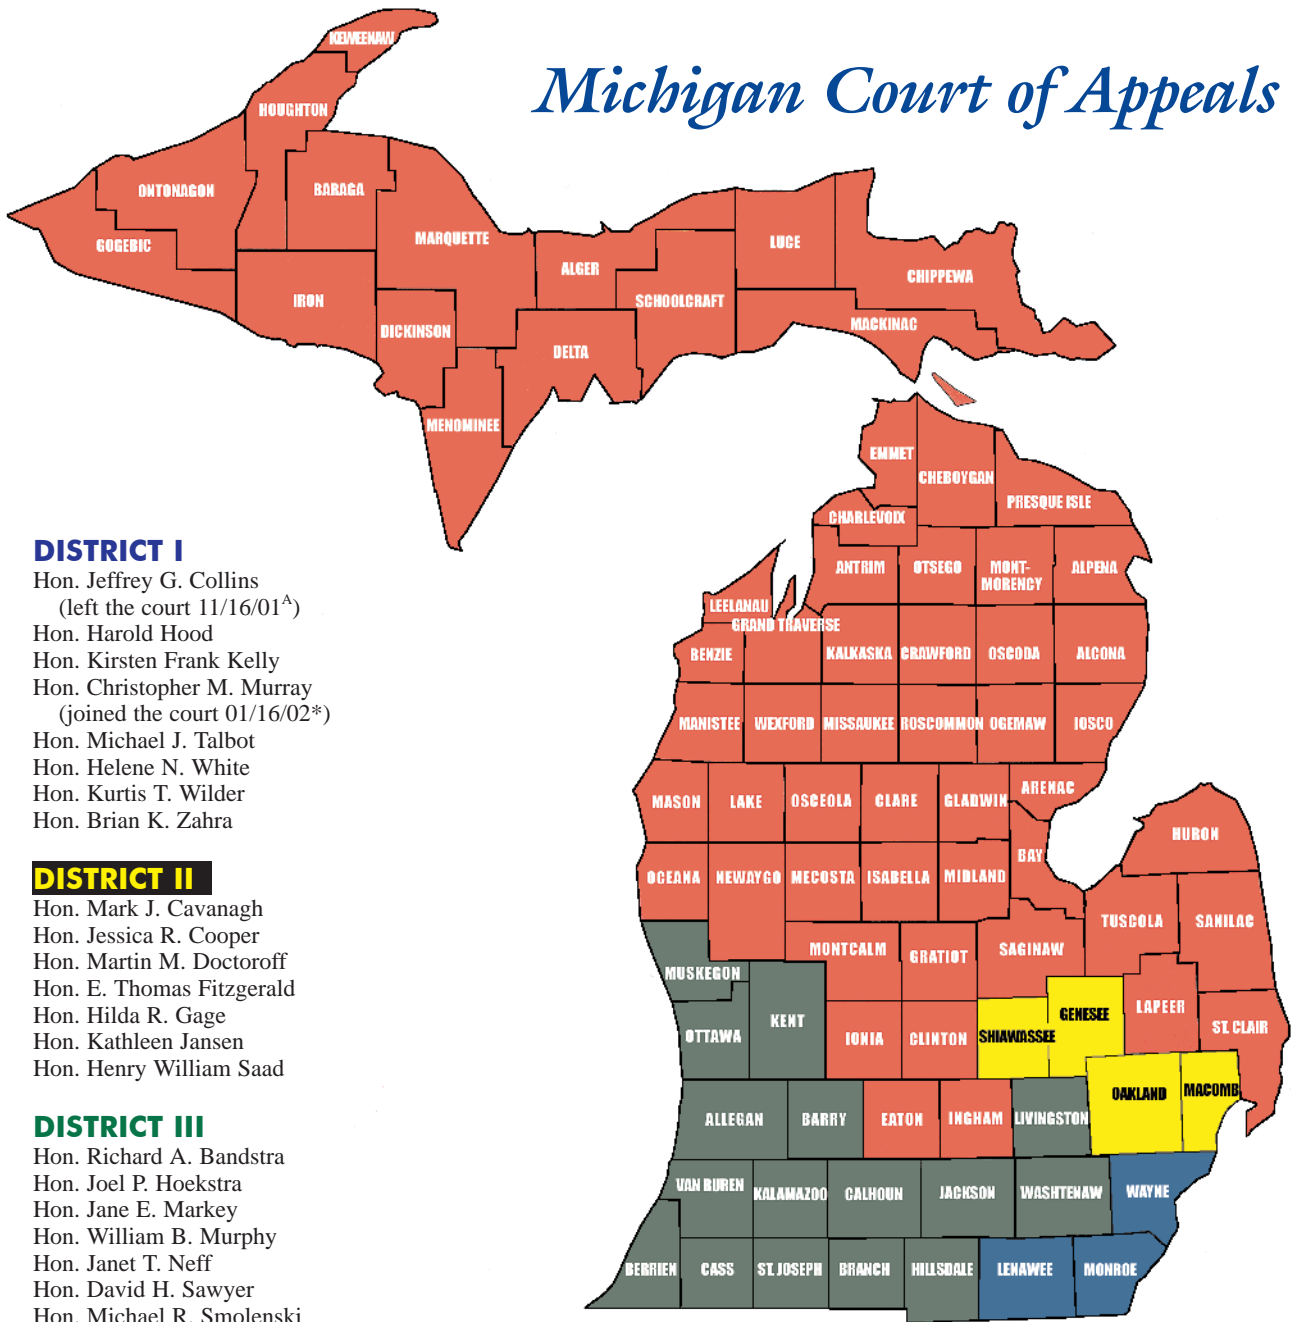 Michigan Court of Appeals
KEWEENAW
HOUGHTON
ONTONAGON
BARAGA
GOGEBIC
MARQUETTE
LUCE
ALGER
CHIPPEWA
IRON
SCHOOLCRAFT
DICKINSON
MACKINAC
DELTA
MENOMINEE
EMMET
CHEBOYGAN
PRESQUE ISLE
CHARLEVOIX
ANTRIM
OTSEGO
MONT-
MORENCY
ALPENA
LEELANAU
GRAND TRAVERSE
BENZIE
KALKASKA
CRAWFORD
OSCODA
ALCONA
MANISTEE
WEXFORD
MISSAUKEE
ROSCOMMON
OGEMAW
IOSCO
MASON
LAKE
OSCEOLA
CLARE
GLADWIN
ARENAC
HURON
BAY
OCEANA
NEWAYGO
MECOSTA
ISABELLA
MIDLAND
TUSCOLA
SANILAC
MONTCALM
GRATIOT
SAGINAW
MUSKEGON
KENT
OTTAWA
IONIA
CLINTON
SHIAWASSEE
GENESEE
LAPEER
ST. CLAIR
OAKLAND
MACOMB
ALLEGAN
BARRY
EATON
INGHAM
LIVINGSTON
VAN BUREN
KALAMAZOO
CALHOUN
JACKSON
WASHTENAW
WAYNE
BERRIEN
CASS
ST. JOSEPH
BRANCH
HILLSDALE
LENAWEE
MONROE
DISTRICT I
Hon. Jeffrey G. Collins
(left the court 11/16/01A)
Hon. Harold Hood
Hon. Kirsten Frank Kelly
Hon. Christopher M. Murray
(joined the court 01/16/02*)
Hon. Michael J. Talbot
Hon. Helene N. White
Hon. Kurtis T. Wilder
Hon. Brian K. Zahra
DISTRICT II
Hon. Mark J. Cavanagh
Hon. Jessica R. Cooper
Hon. Martin M. Doctoroff
Hon. E. Thomas Fitzgerald
Hon. Hilda R. Gage
Hon. Kathleen Jansen
Hon. Henry William Saad
DISTRICT III
Hon. Richard A. Bandstra
Hon. Joel P. Hoekstra
Hon. Jane E. Markey
Hon. William B. Murphy
Hon. Janet T. Neff
Hon. David H. Sawyer
Hon. Michael R. Smolenski